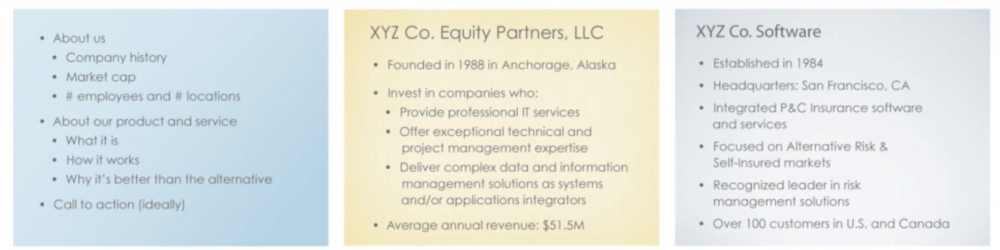 • About us
• Company history
• Market cap
• # employees and # locations
• About our product and service
• What it is
• How it works
• Why it's better than the alternative
• Call to action (ideally)
XYZ Co. Equity Partners, LLC
• Founded in 1988 in Anchorage, Alaska
• Invest in companies who:
• Provide professional IT services
• Offer exceptional technical and
project management expertise
• Deliver complex data and information
management solutions as systems
and/or applications integrators
• Average annual revenue: $51.5M
XYZ Co. Software
• Established in 1984
• Headquarters: San Francisco, CA
• Integrated P&C Insurance software
and services
• Focused on Alternative Risk &
Self-Insured markets
• Recognized leader in risk
management solutions
• Over 100 customers in U.S. and Canada